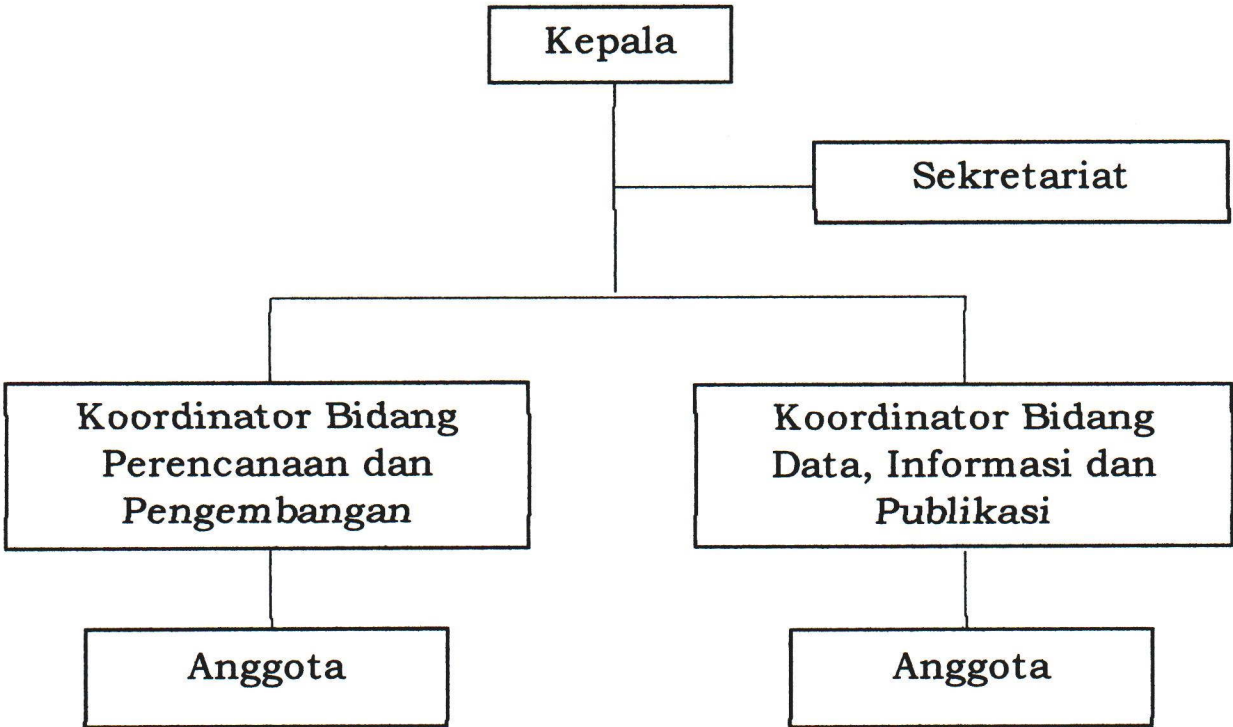 Kepala
Sekretariat
Koordinator Bidang
Perencanaan dan
Pengembangan
Koordinator Bidang
Data, Informasi dan
Publikasi
Anggota
Anggota